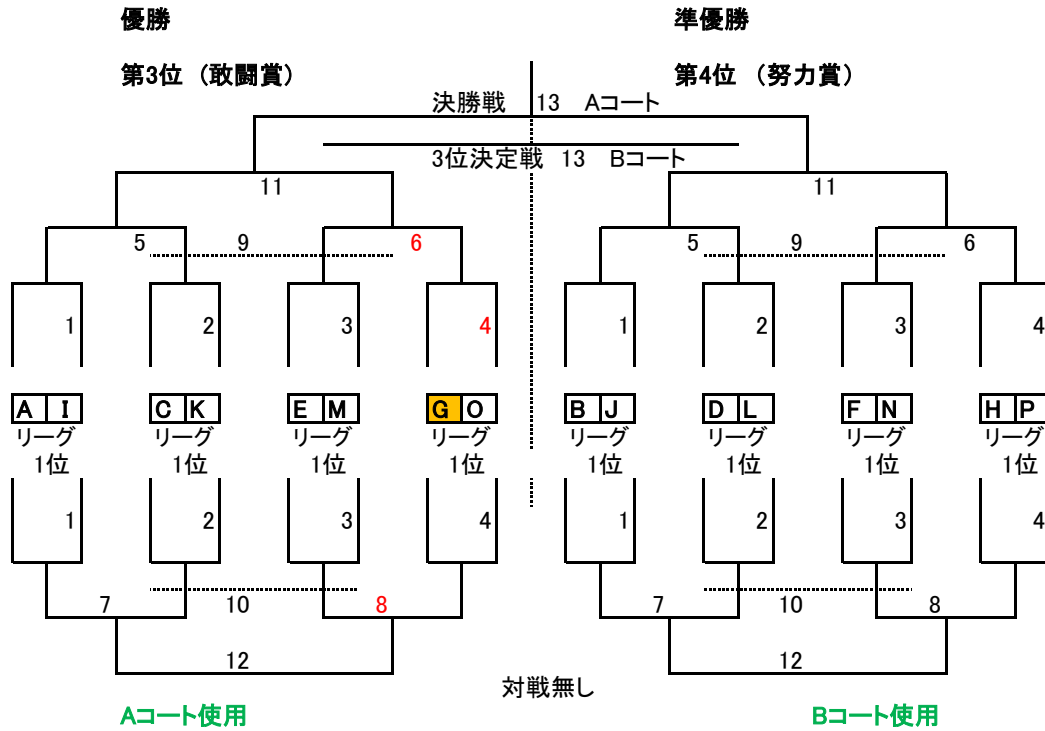 優勝 準優勝
第3位 (敢闘賞) 第4位 (努力賞)
決勝戦 13 Aコート
3位決定戦 13 Bコート
11 11
5 9 6 5 9 6
1 2 3 4 1 2 3 4
A I C K E M G O B J D L F N H P
リーグ リーグ リーグ リーグ リーグ リーグ リーグ リーグ
1位 1位 1位 1位 1位 1位 1位 1位
1 2 3 4 1 2 3 4
7 10 8 7 10 8
12 12
対戦無し
Aコート使用 Bコート使用